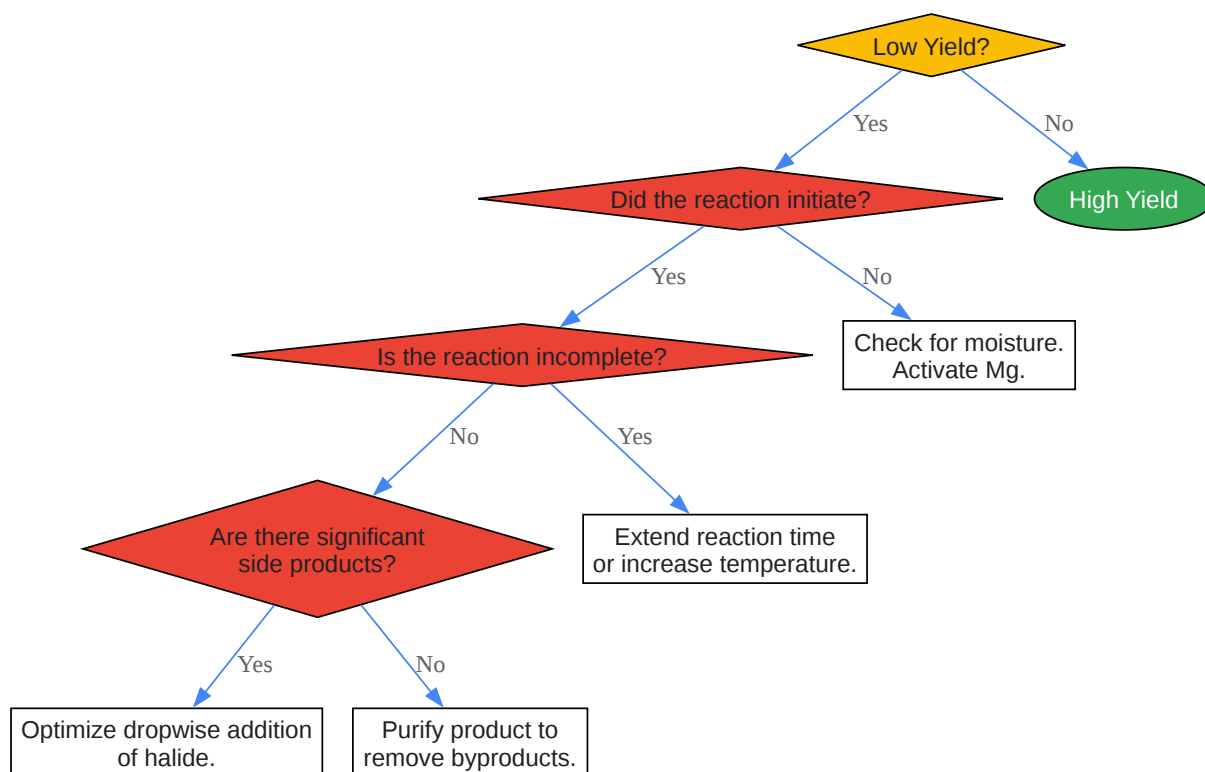 Low Yield?
Yes
No
Did the reaction initiate?
High Yield
Yes
No
Is the reaction incomplete?
Check for moisture.
Activate Mg.
No
Yes
Are there significant
side products?
Extend reaction time
or increase temperature.
Yes
No
Optimize dropwise addition
of halide.
Purify product to
remove byproducts.